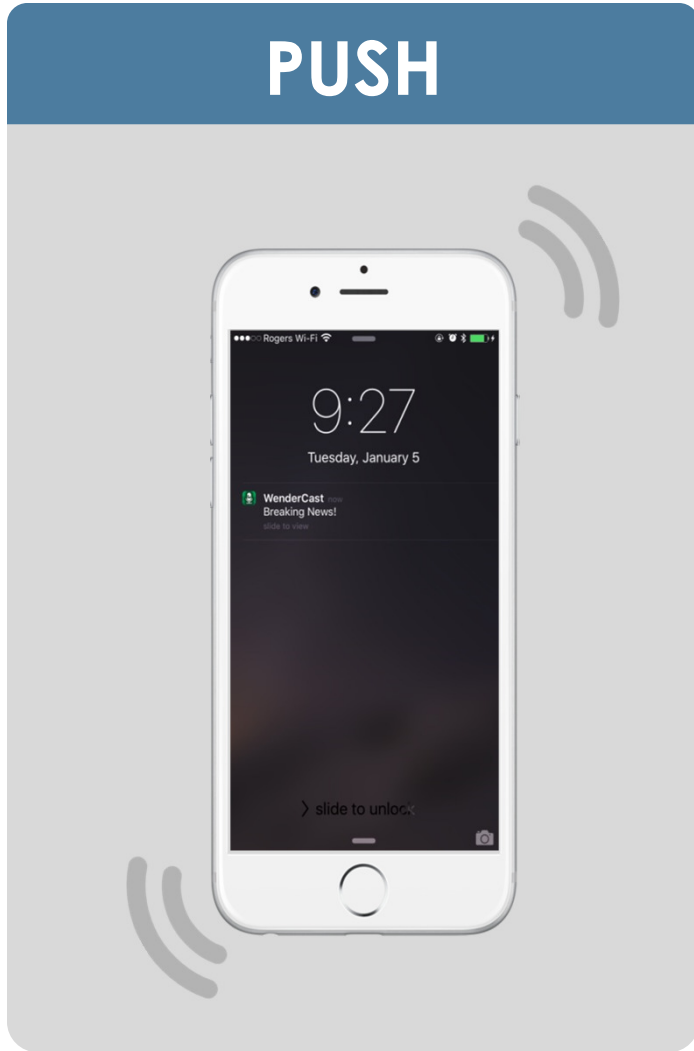 PUSH
Rogers Wi-Fi
9:27
Tuesday, January 5
WenderCast now
Breaking News!
slide to view
> slide to unlock